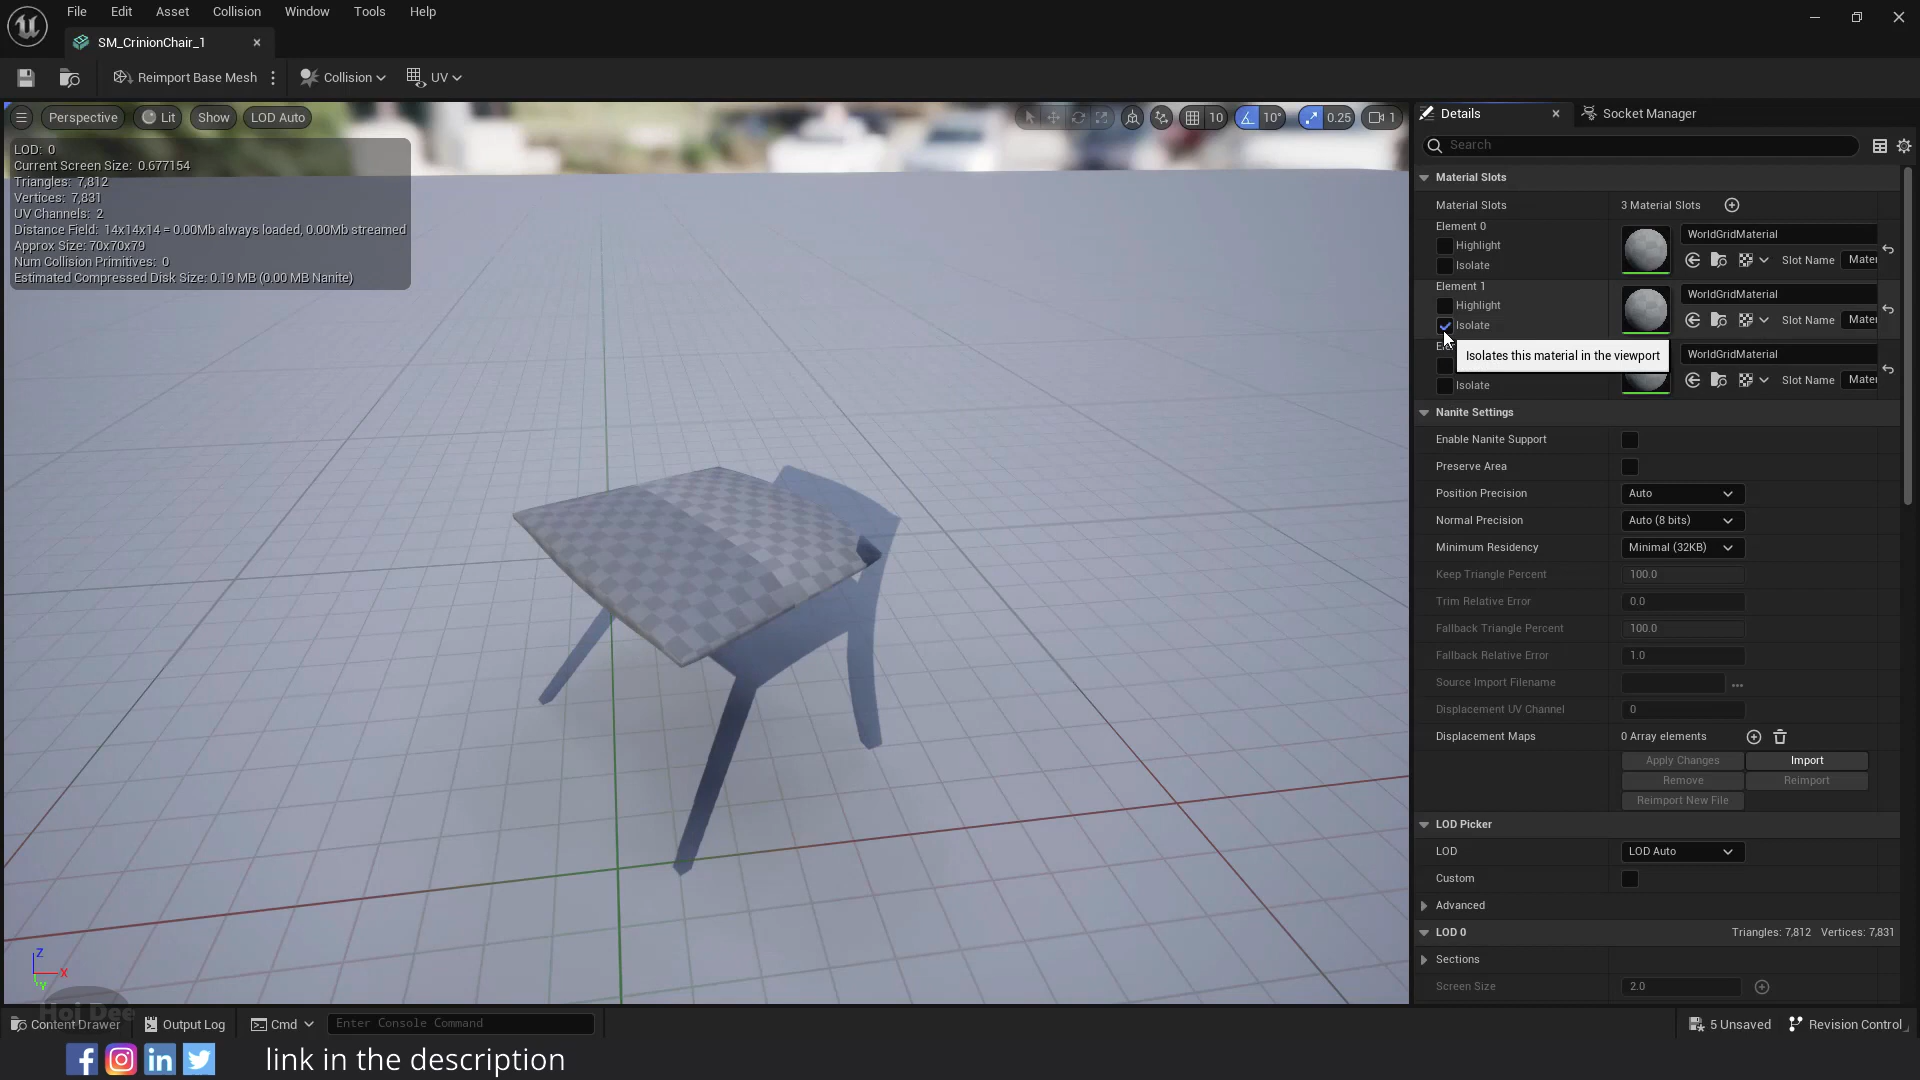 File Edit Asset Collision Window Tools Help
SM_CrinionChair_1
Reimport Base Mesh Collision UV
Perspective Lit Show LOD Auto 10 10° 0.25 1
LOD: 0
Current Screen Size: 0.677154
Triangles: 7,812
Vertices: 7,831
UV Channels: 2
Distance Field: 14x14x14 = 0.00Mb always loaded, 0.00Mb streamed
Approx Size: 70x70x79
Num Collision Primitives: 0
Estimated Compressed Disk Size: 0.19 MB (0.00 MB Nanite)
Z
X
Y
Details Socket Manager
Search
Material Slots
Material Slots 3 Material Slots
Element 0 WorldGridMaterial
Highlight
Isolate Slot Name Mater
Element 1 WorldGridMaterial
Highlight
Isolate Slot Name Mater
Ele WorldGridMaterial
Isolates this material in the viewport
Isolate Slot Name Mater
Nanite Settings
Enable Nanite Support
Preserve Area
Position Precision Auto
Normal Precision Auto (8 bits)
Minimum Residency Minimal (32KB)
Keep Triangle Percent 100.0
Trim Relative Error 0.0
Fallback Triangle Percent 100.0
Fallback Relative Error 1.0
Source Import Filename ...
Displacement UV Channel 0
Displacement Maps 0 Array elements
Apply Changes Import
Remove Reimport
Reimport New File
LOD Picker
LOD LOD Auto
Custom
Advanced
LOD 0 Triangles: 7,812 Vertices: 7,831
Sections
Screen Size 2.0
Hoi Dee
Content Drawer Output Log Cmd Enter Console Command 5 Unsaved Revision Control
link in the description